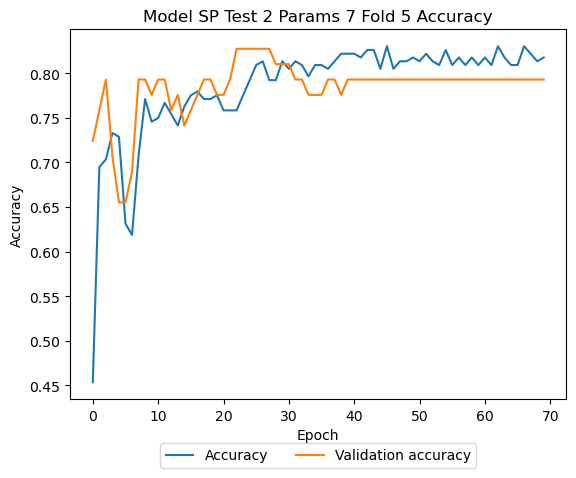 Model SP Test 2 Params 7 Fold 5 Accuracy
Accuracy
0.80
0.75
0.70
0.65
0.60
0.55
0.50
0.45
0 10 20 30 40 50 60 70
Epoch
Accuracy Validation accuracy